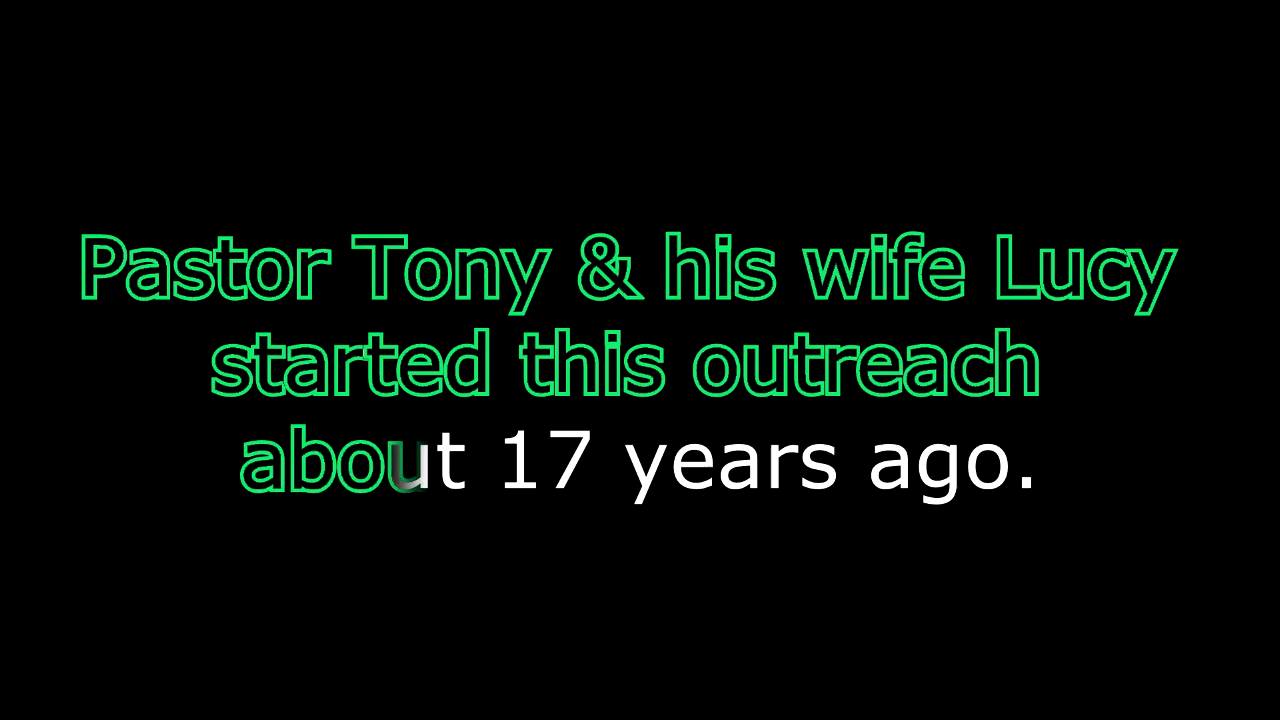 Pastor Tony & his wife Lucy
started this outreach
about 17 years ago.